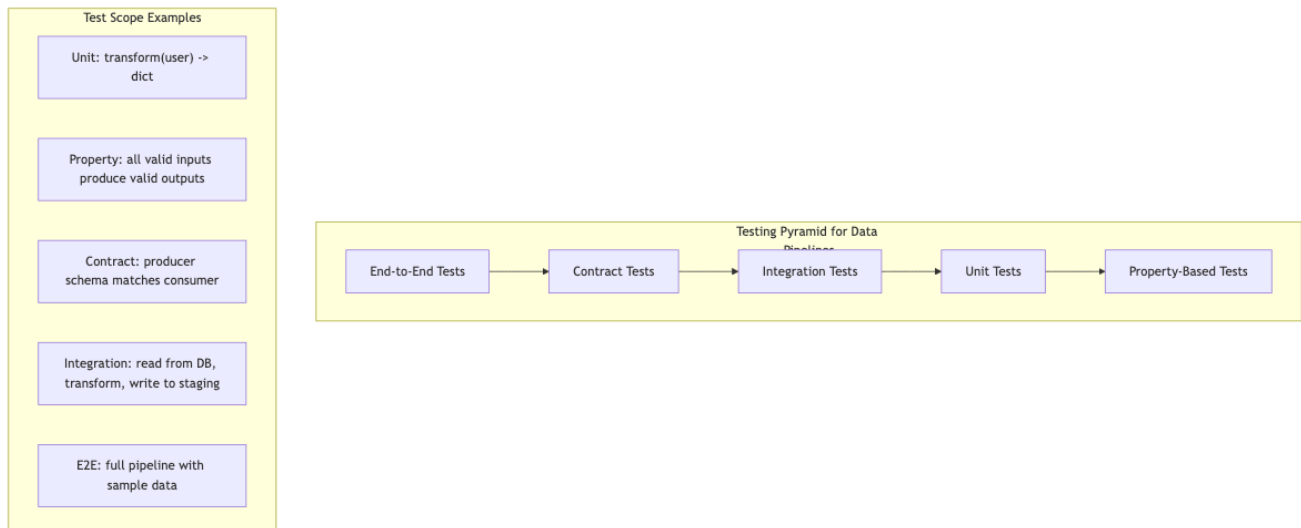 Test Scope Examples
Unit: transform(user) ->
dict
Property: all valid inputs
produce valid outputs
Contract: producer
schema matches consumer
Integration: read from DB,
transform, write to staging
E2E: full pipeline with
sample data
Testing Pyramid for Data
Pipelines
End-to-End Tests
Contract Tests
Integration Tests
Unit Tests
Property-Based Tests